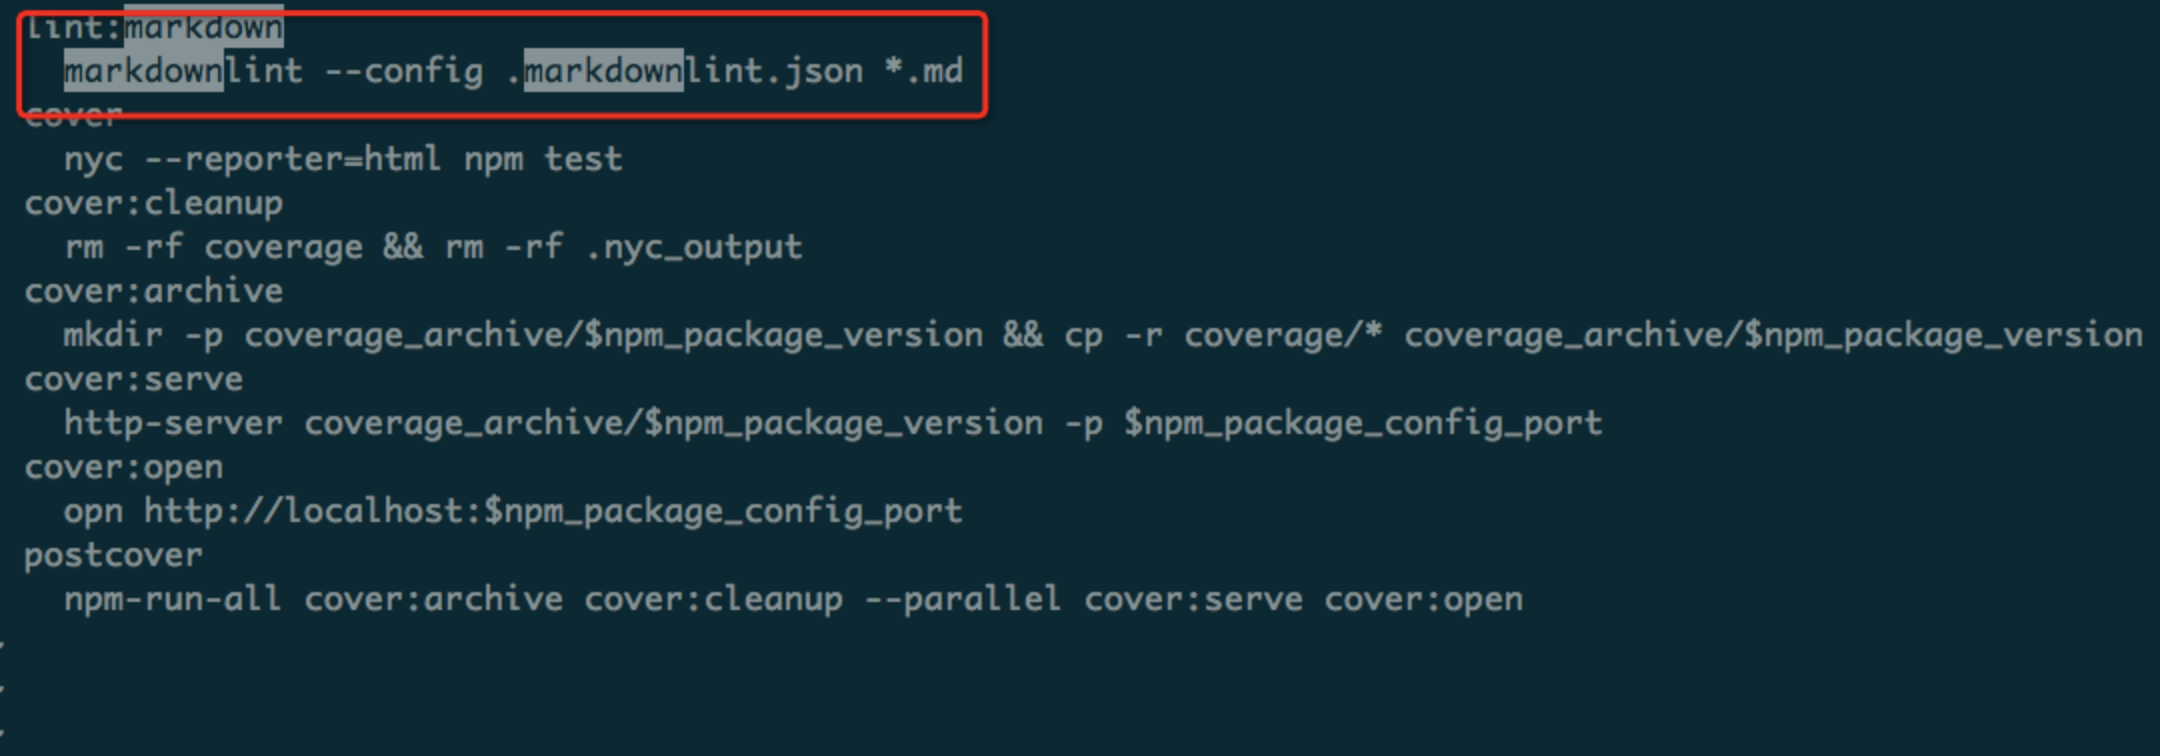 lint:markdown
  markdownlint --config .markdownlint.json *.md
cover
  nyc --reporter=html npm test
cover:cleanup
  rm -rf coverage && rm -rf .nyc_output
cover:archive
  mkdir -p coverage_archive/$npm_package_version && cp -r coverage/* coverage_archive/$npm_package_version
cover:serve
  http-server coverage_archive/$npm_package_version -p $npm_package_config_port
cover:open
  opn http://localhost:$npm_package_config_port
postcover
  npm-run-all cover:archive cover:cleanup --parallel cover:serve cover:open